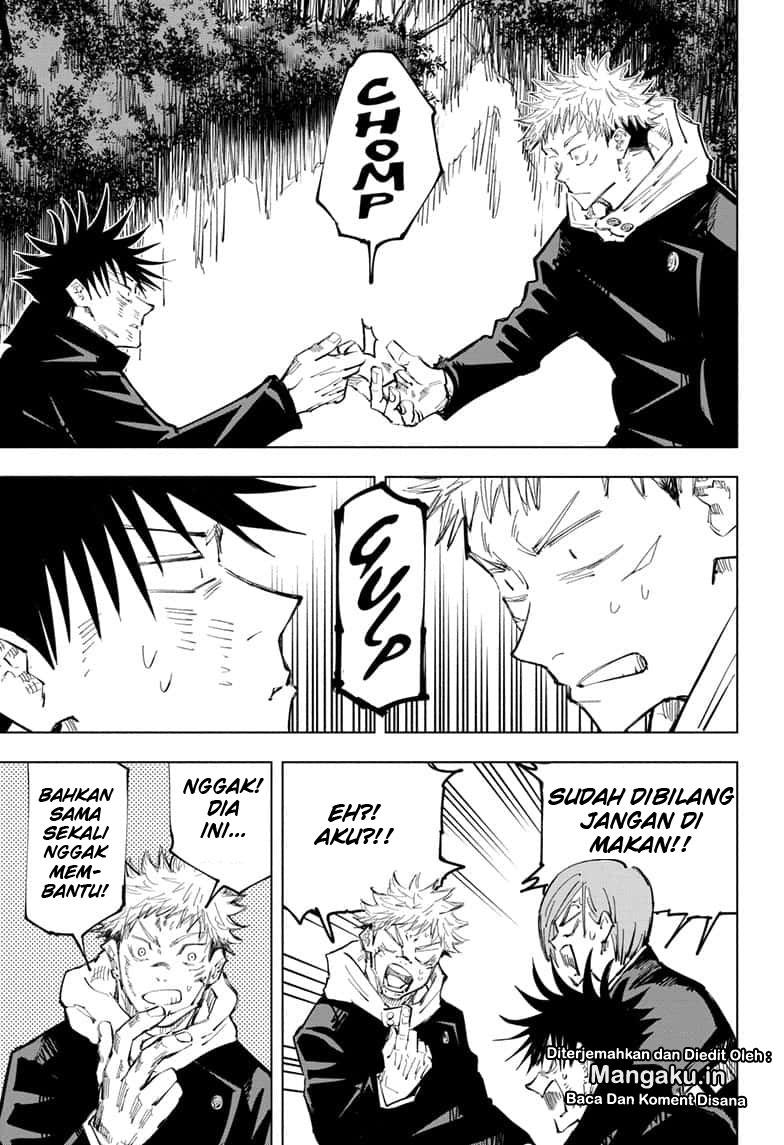 CHOMP
GULP
SUDAH DIBILANG
JANGAN DI
MAKAN!!
EH?!
AKU?!!
NGGAK!
DIA
INI...
BAHKAN
SAMA
SEKALI
NGGAK
MEM-
BANTU!
Diterjemahkan dan Diedit Oleh :
Mangaku.in
Baca Dan Koment Disana